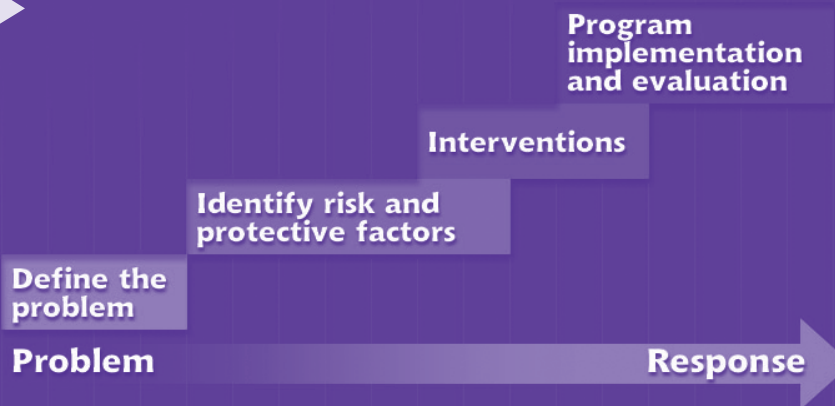 Program
implementation
and evaluation
Interventions
Identify risk and
protective factors
Define the
problem
Problem
Response